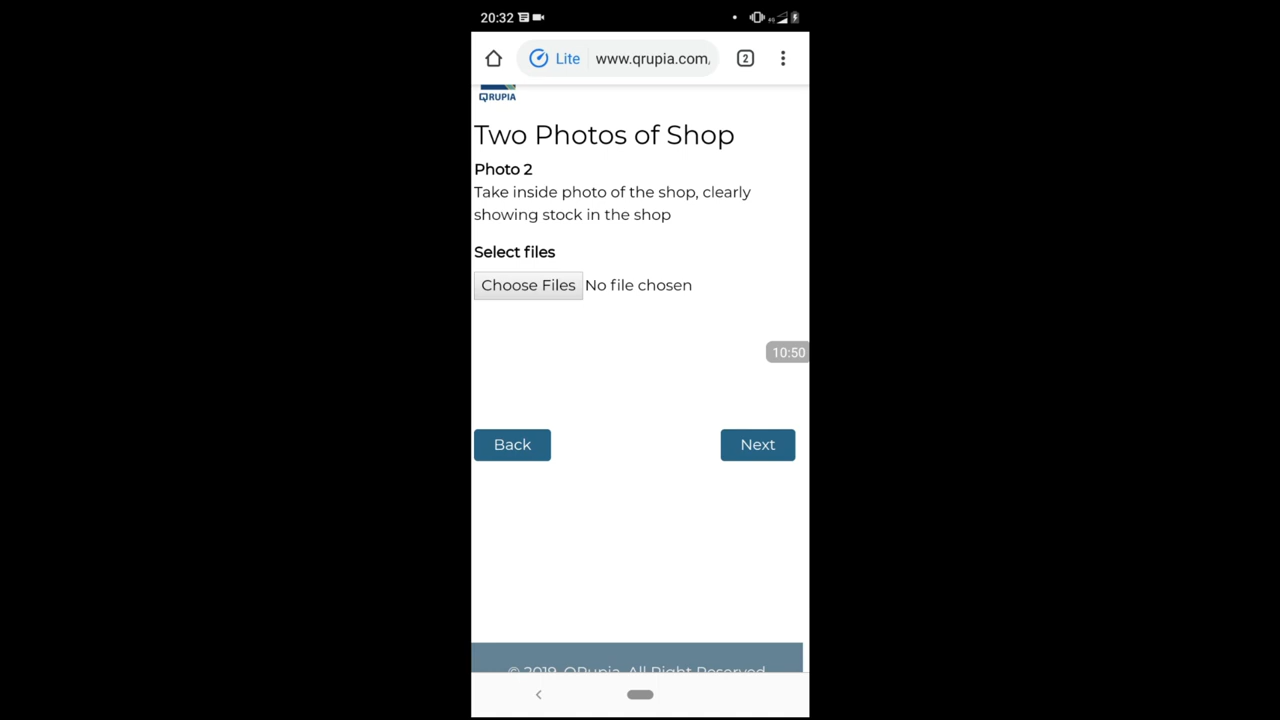 20:32
Lite www.qrupia.com, 2
QRUPIA
Two Photos of Shop
Photo 2
Take inside photo of the shop, clearly
showing stock in the shop
Select files
Choose Files No file chosen
10:50
Back Next
© 2019 QRupia. All Right Reserved